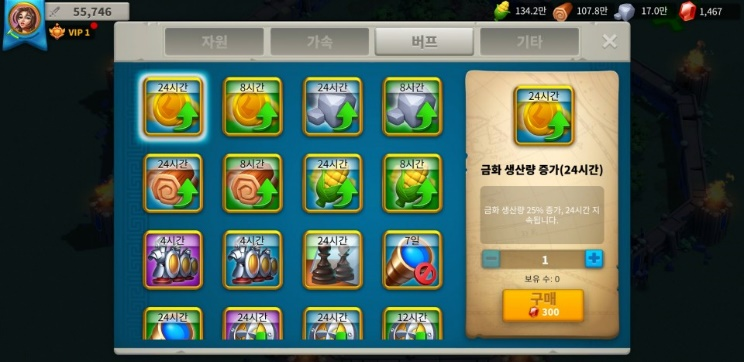 55,746
134.2만
107.8만
17.0만
1,467
VIP 1
자원
가속
버프
기타
24시간
8시간
24시간
8시간
24시간
8시간
24시간
8시간
4시간
4시간
24시간
7일
24시간
24시간
24시간
12시간
24시간
금화 생산량 증가(24시간)
금화 생산량 25% 증가, 24시간 지
속됩니다.
1
보유 수: 0
구매
300